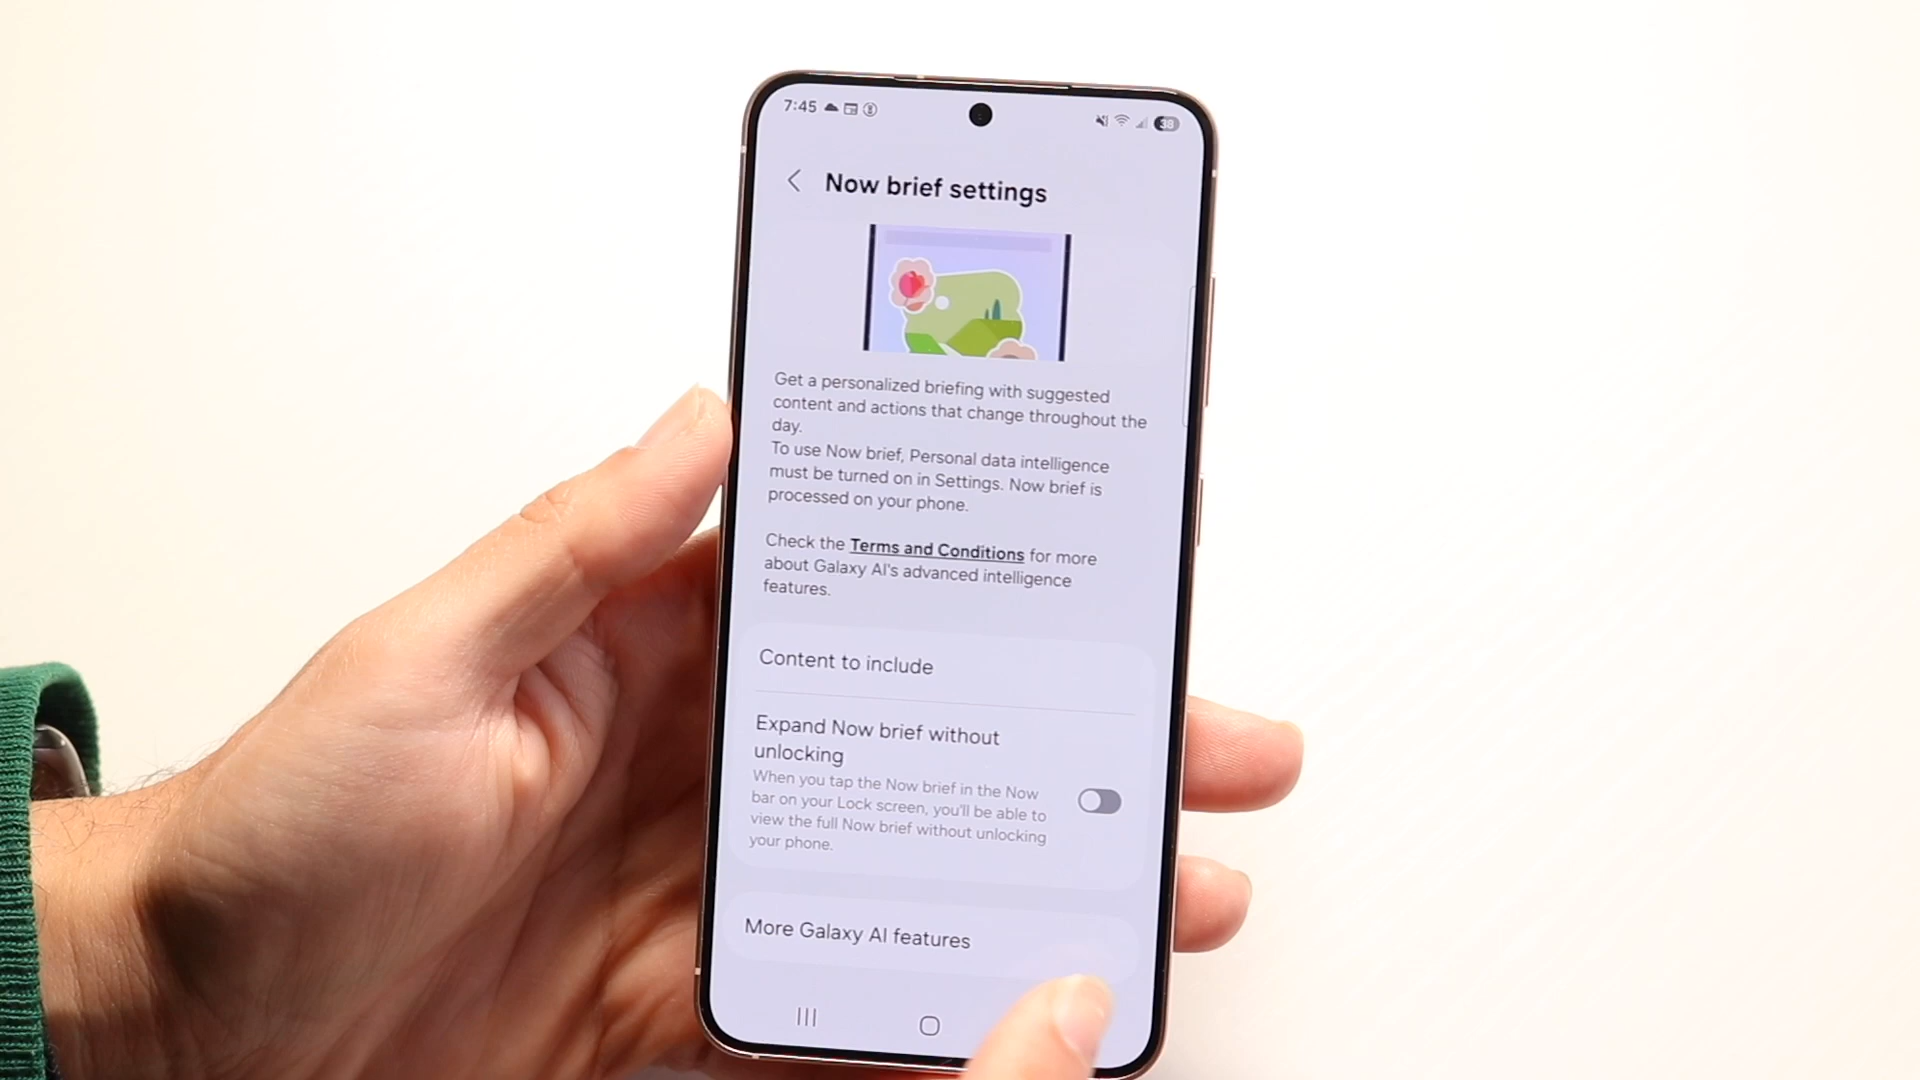 7:45
38
Now brief settings
Get a personalized briefing with suggested
content and actions that change throughout the
day.
To use Now brief, Personal data intelligence
must be turned on in Settings. Now brief is
processed on your phone.
Check the Terms and Conditions for more
about Galaxy AI's advanced intelligence
features.
Content to include
Expand Now brief without
unlocking
When you tap the Now brief in the Now
bar on your Lock screen, you'll be able to
view the full Now brief without unlocking
your phone.
More Galaxy AI features